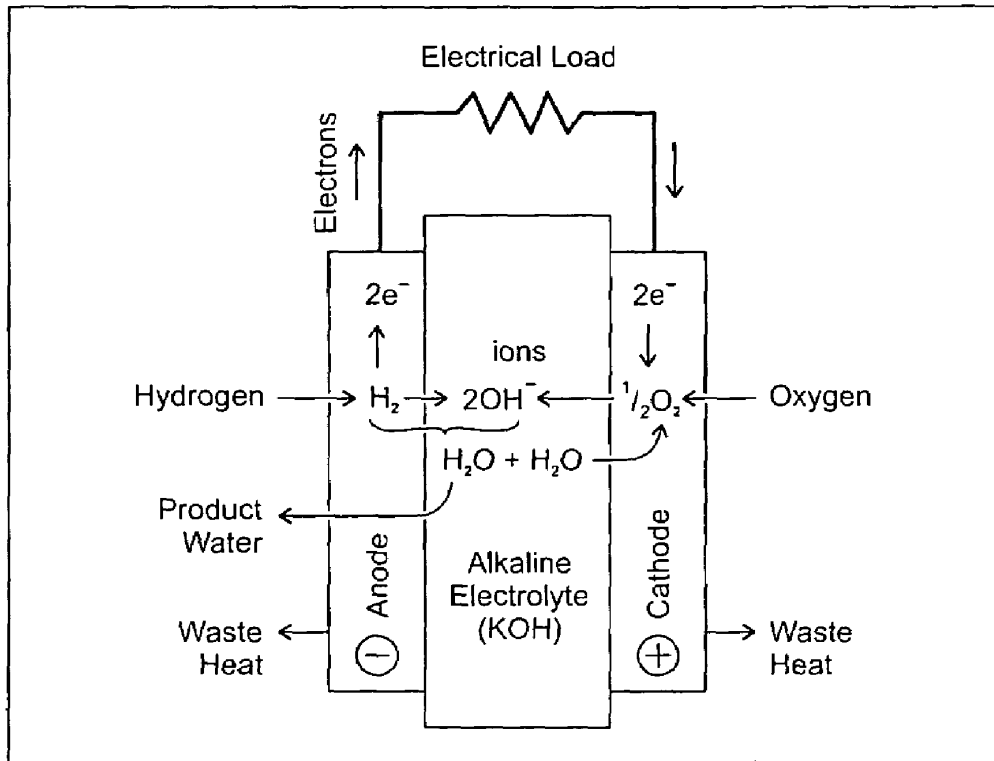 Electrical Load
Electrons
2e⁻
2e⁻
ions
Hydrogen
H₂
2OH⁻
¹/₂O₂
Oxygen
H₂O + H₂O
Product
Water
Anode
Alkaline
Electrolyte
(KOH)
Cathode
Waste
Heat
−
+
Waste
Heat